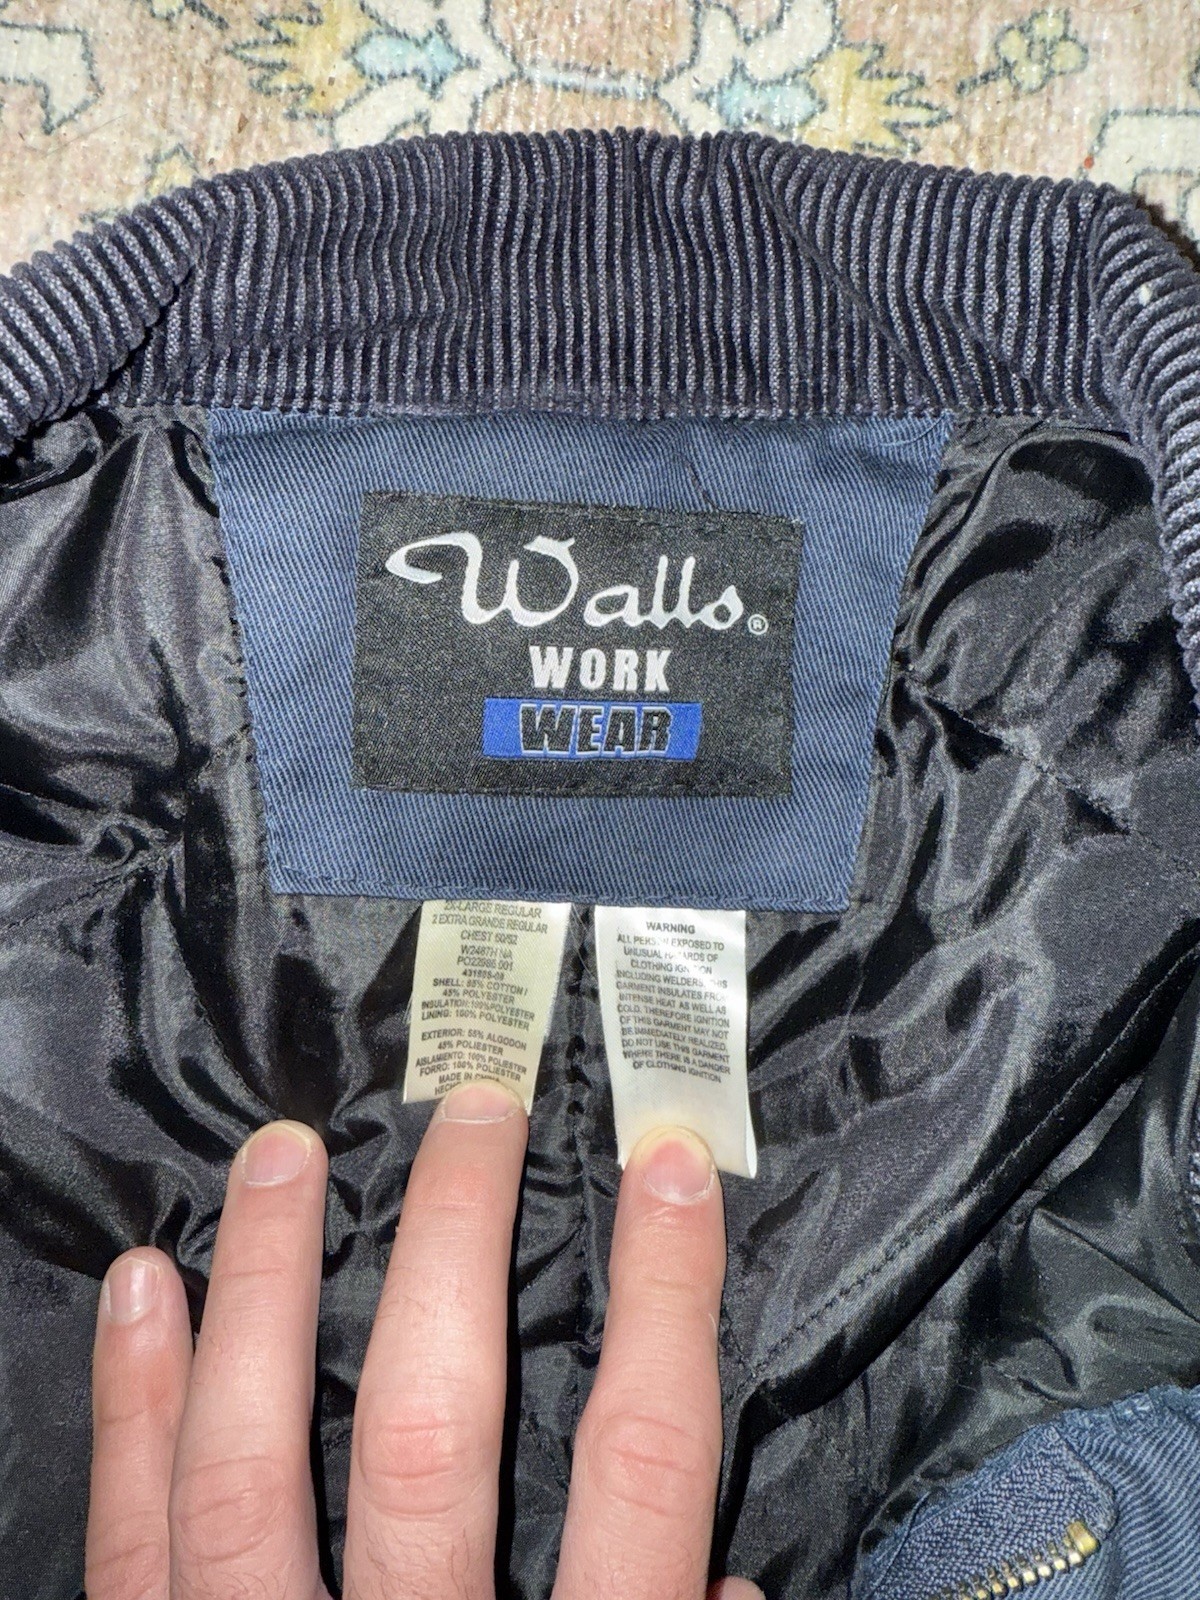 Walls®
WORK
WEAR
2X-LARGE REGULAR
2 EXTRA GRANDE REGULAR
CHEST 50/52
W2487H NA
SHELL: 55% COTTON /
45% POLYESTER
INSULATION: 100% POLYESTER
LINING: 100% POLYESTER
EXTERIOR: 55% ALGODON
45% POLIESTER
AISLAMIENTO: 100% POLIESTER
FORRO: 100% POLIESTER
MADE IN CHINA
WARNING
ALL PERSON EXPOSED TO
UNUSUAL HAZARDS OF
CLOTHING IGNITION
INCLUDING WELDERS, THIS
GARMENT INSULATES FROM
INTENSE HEAT AS WELL AS
COLD, THEREFORE IGNITION
OF THIS GARMENT MAY NOT
BE IMMEDIATELY REALIZED.
DO NOT USE THIS GARMENT
WHERE THERE IS A DANGER
OF CLOTHING IGNITION